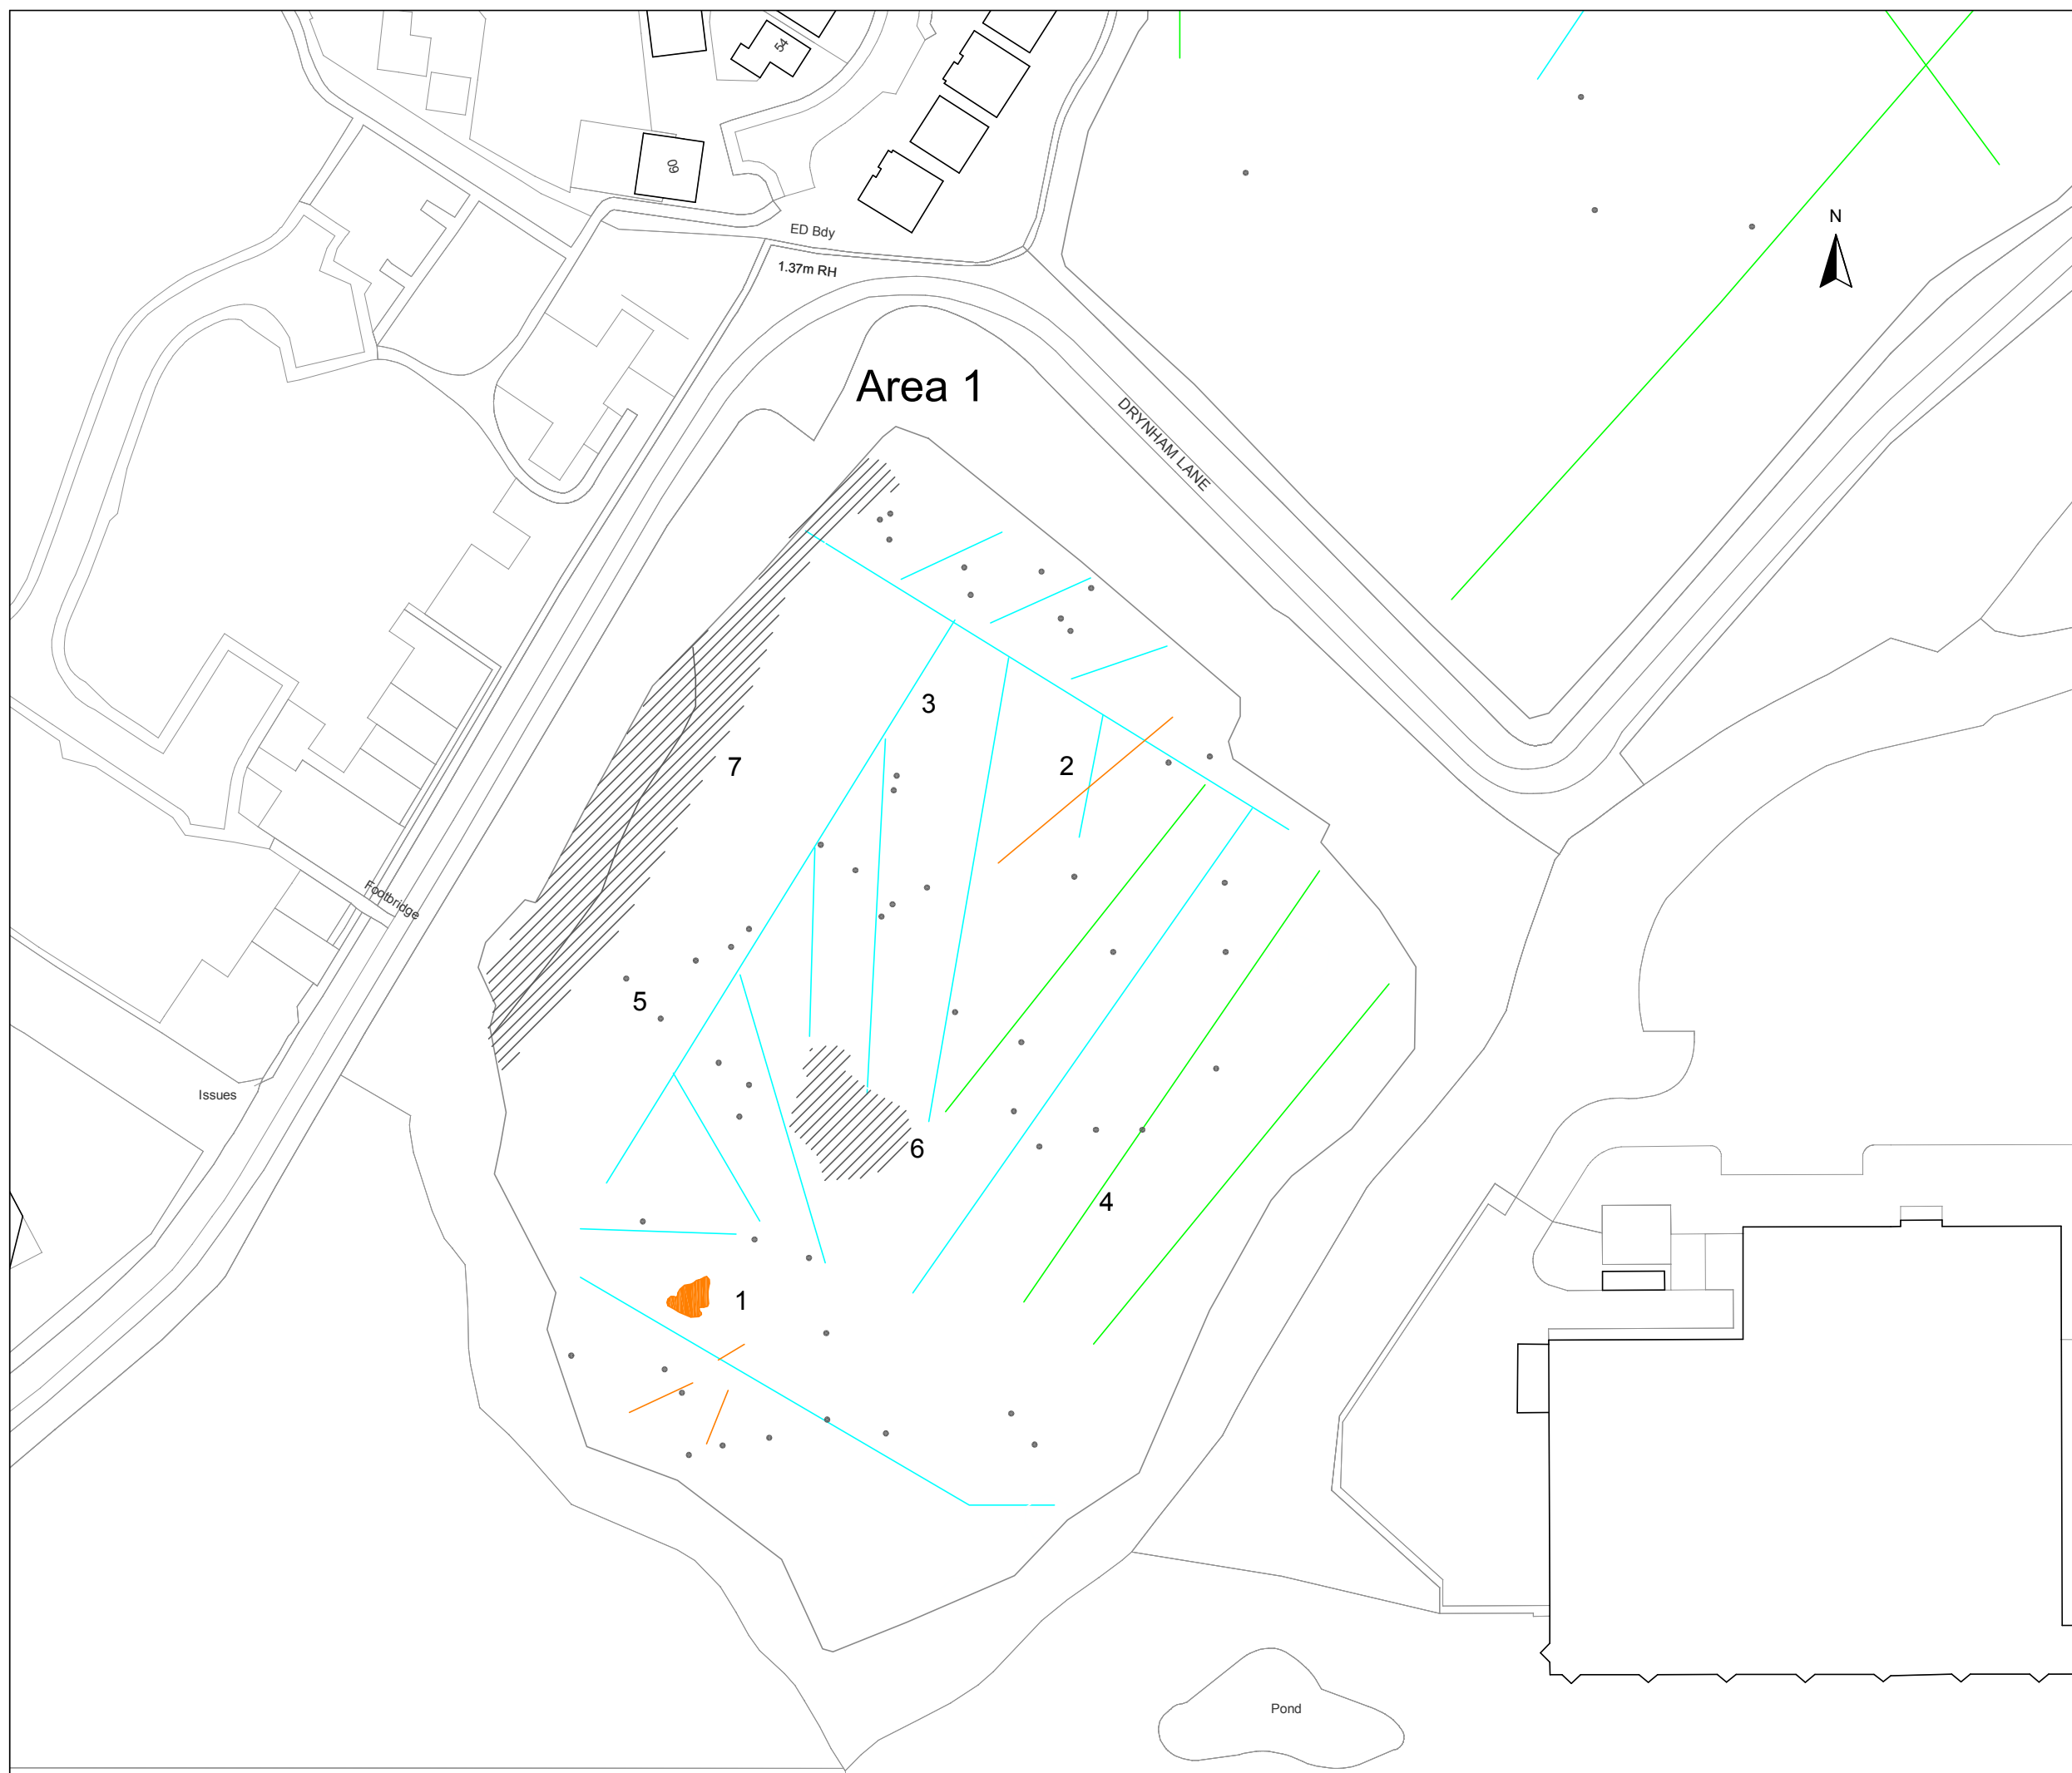 54
60
N
ED Bdy
1.37m RH
Area 1
DRYNHAM LANE
3
7
2
Footbridge
5
Issues
6
4
1
Pond